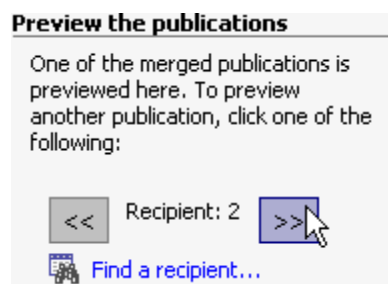 Preview the publications
One of the merged publications is
previewed here. To preview
another publication, click one of the
following:
<< Recipient: 2 >>
Find a recipient...